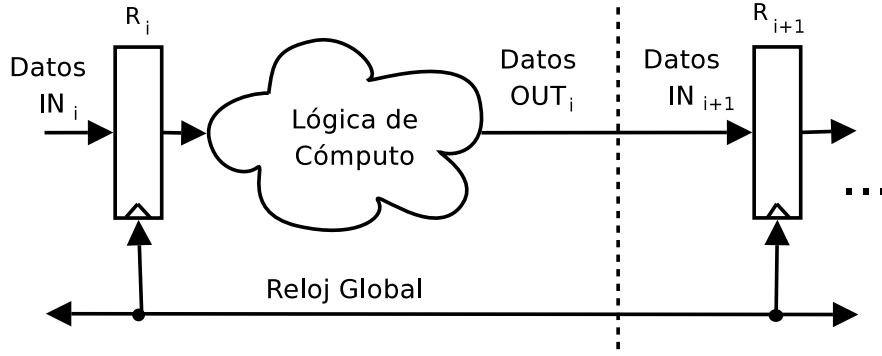 R i
R i+1
Datos
IN i
Lógica de
Cómputo
Datos
OUT i
Datos
IN i+1
...
Reloj Global